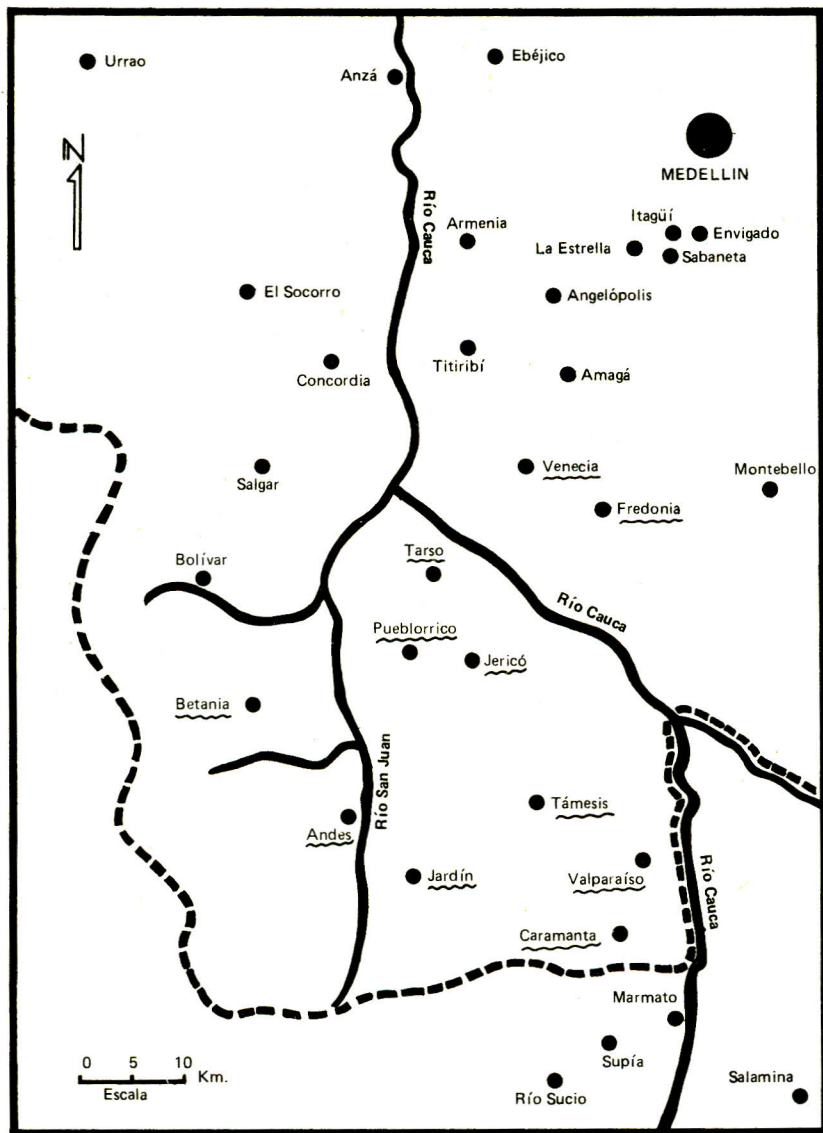 Urrao
Ebéjico
Anzá
N
MEDELLIN
Río Cauca
Armenia
Itagüí
Envigado
La Estrella
Sabaneta
El Socorro
Angelópolis
Concordia
Titiribí
Amagá
Salgar
Venecia
Montebello
Fredonia
Bolívar
Tarso
Río Cauca
Pueblorrico
Jericó
Betania
Río San Juan
Támesis
Andes
Jardín
Valparaíso
Río Cauca
Caramanta
Marmato
0 5 10 Km.
Escala
Supía
Río Sucio
Salamina